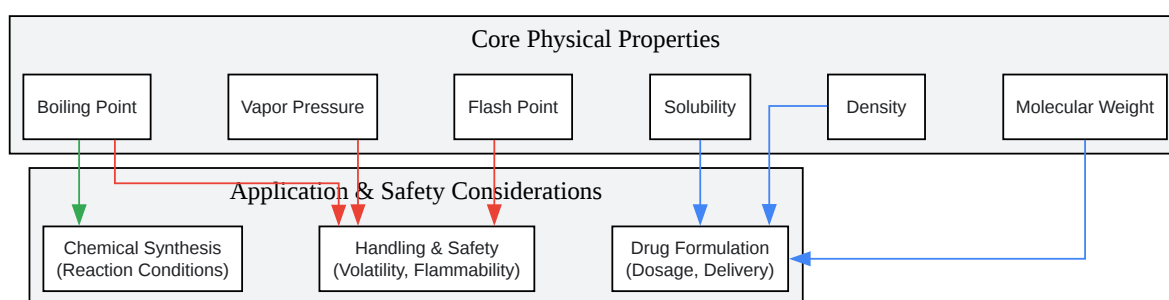 Core Physical Properties
Boiling Point
Vapor Pressure
Flash Point
Solubility
Density
Molecular Weight
Application & Safety Considerations
Chemical Synthesis
(Reaction Conditions)
Handling & Safety
(Volatility, Flammability)
Drug Formulation
(Dosage, Delivery)